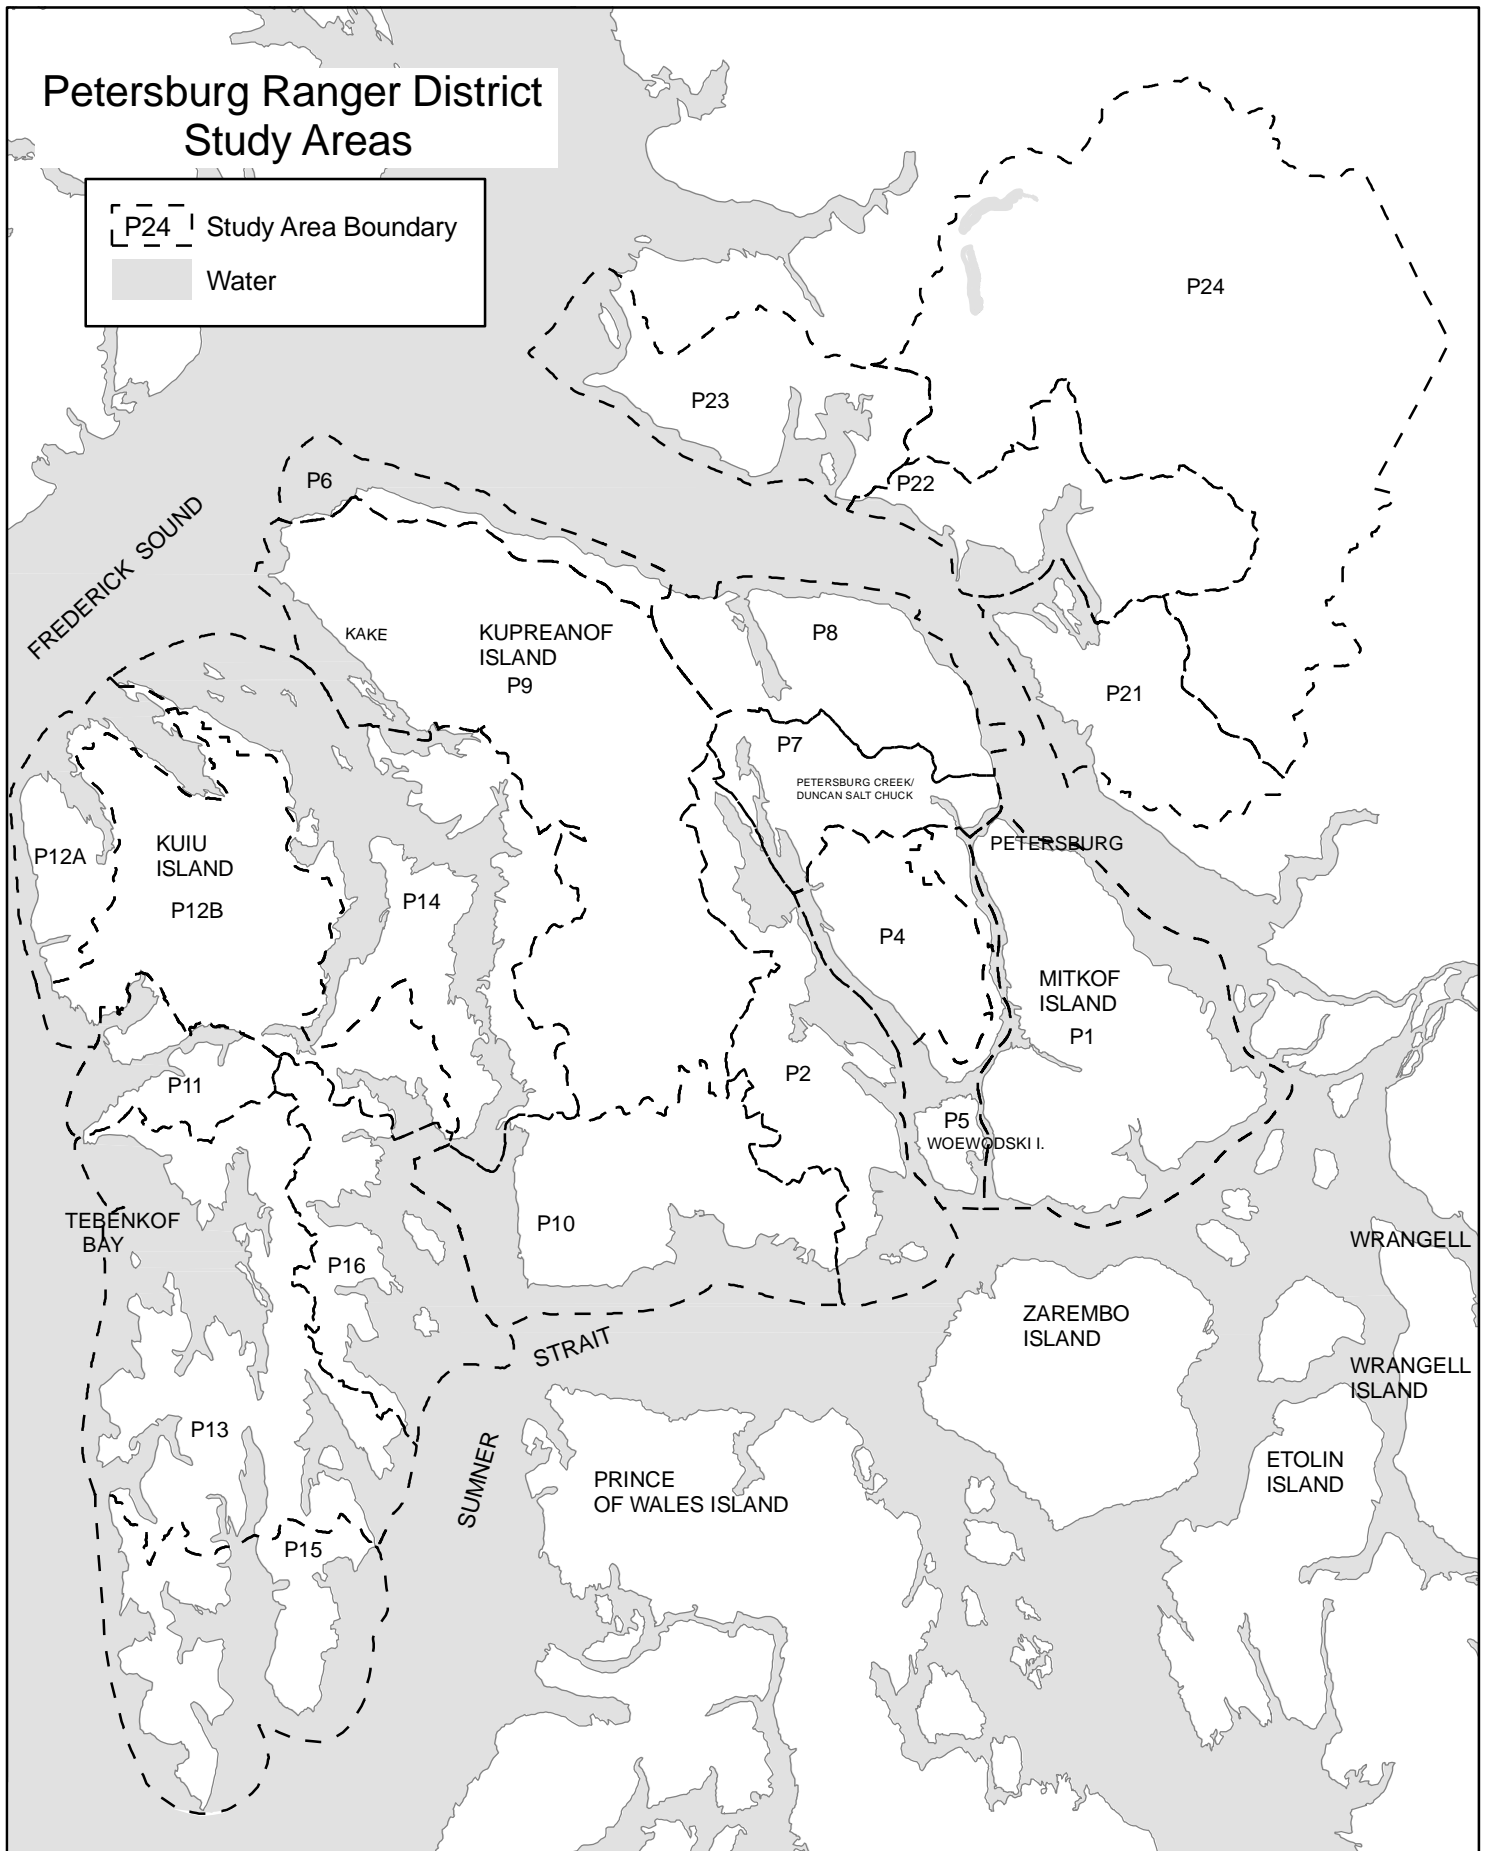 Petersburg Ranger District
Study Areas
P24 Study Area Boundary
Water
P24
P23
P22
P6
FREDERICK SOUND
KAKE
KUPREANOF
ISLAND
P9
P8
P21
P7
PETERSBURG CREEK/
DUNCAN SALT CHUCK
PETERSBURG
P12A
KUIU
ISLAND
P12B
P14
P4
MITKOF
ISLAND
P1
P11
P2
P5
WOEWODSKI I.
TEBENKOF
BAY
P10
P16
WRANGELL
ZAREMBO
ISLAND
STRAIT
WRANGELL
ISLAND
P13
SUMNER
PRINCE
OF WALES ISLAND
ETOLIN
ISLAND
P15